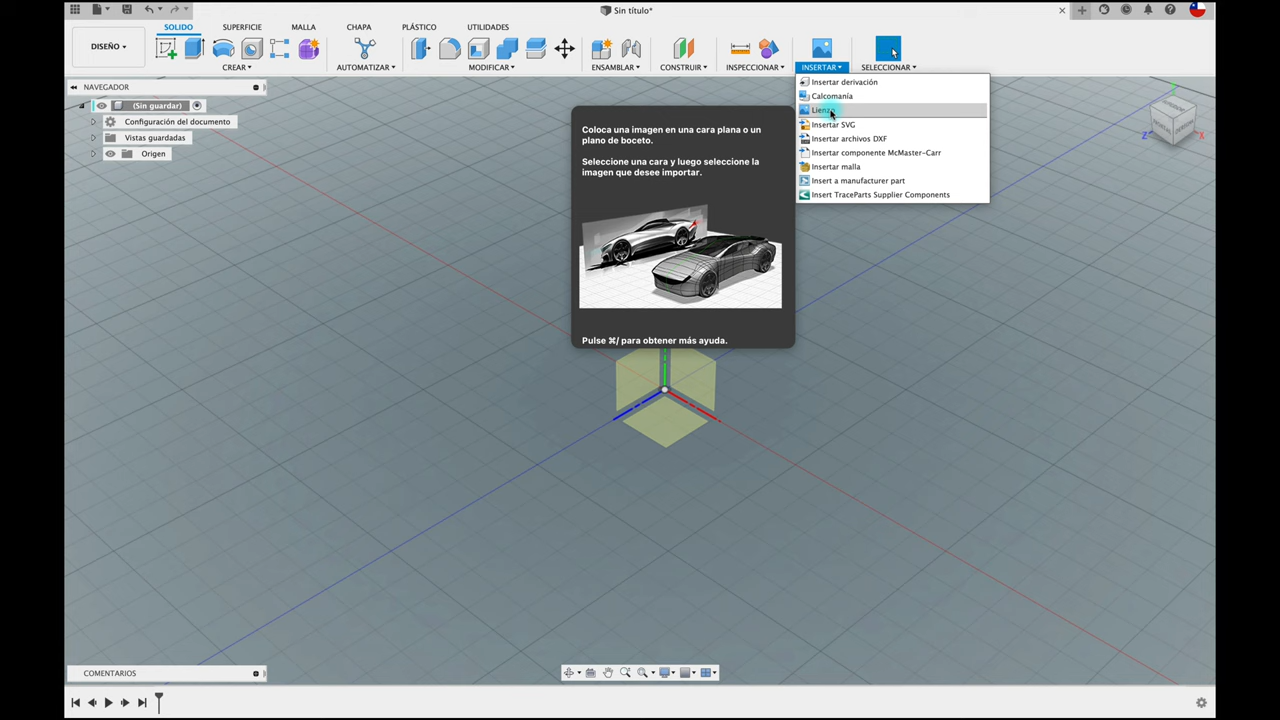 Sin título*
SÓLIDO
SUPERFICIE
MALLA
CHAPA
PLÁSTICO
UTILIDADES
DISEÑO
CREAR
AUTOMATIZAR
MODIFICAR
ENSAMBLAR
CONSTRUIR
INSPECCIONAR
INSERTAR
SELECCIONAR
NAVEGADOR
(Sin guardar)
Configuración del documento
Vistas guardadas
Origen
Insertar derivación
Calcomanía
Lienzo
Insertar SVG
Insertar archivos DXF
Insertar componente McMaster-Carr
Insertar malla
Insert a manufacturer part
Insert TraceParts Supplier Components
Coloca una imagen en una cara plana o un
plano de boceto.
Seleccione una cara y luego seleccione la
imagen que desee importar.
Pulse ⌘/ para obtener más ayuda.
Y
Z
X
COMENTARIOS